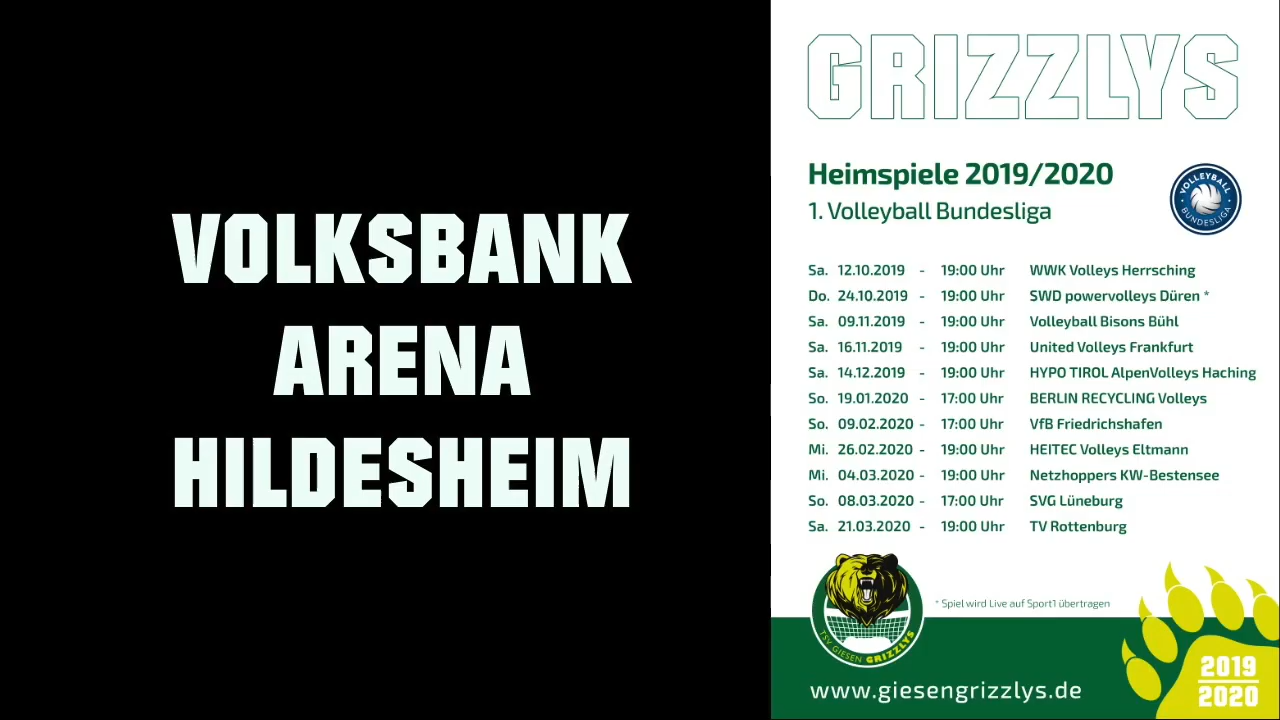 VOLKSBANK
ARENA
HILDESHEIM
GRIZZLYS
Heimspiele 2019/2020
1. Volleyball Bundesliga
VOLLEYBALL
BUNDESLIGA
Sa. 12.10.2019 - 19:00 Uhr WWK Volleys Herrsching
Do. 24.10.2019 - 19:00 Uhr SWD powervolleys Düren *
Sa. 09.11.2019 - 19:00 Uhr Volleyball Bisons Bühl
Sa. 16.11.2019 - 19:00 Uhr United Volleys Frankfurt
Sa. 14.12.2019 - 19:00 Uhr HYPO TIROL AlpenVolleys Haching
So. 19.01.2020 - 17:00 Uhr BERLIN RECYCLING Volleys
So. 09.02.2020 - 17:00 Uhr VfB Friedrichshafen
Mi. 26.02.2020 - 19:00 Uhr HEITEC Volleys Eltmann
Mi. 04.03.2020 - 19:00 Uhr Netzhoppers KW-Bestensee
So. 08.03.2020 - 17:00 Uhr SVG Lüneburg
Sa. 21.03.2020 - 19:00 Uhr TV Rottenburg
* Spiel wird Live auf Sport1 übertragen
TSV GIESEN GRIZZLYS
www.giesengrizzlys.de
2019
2020